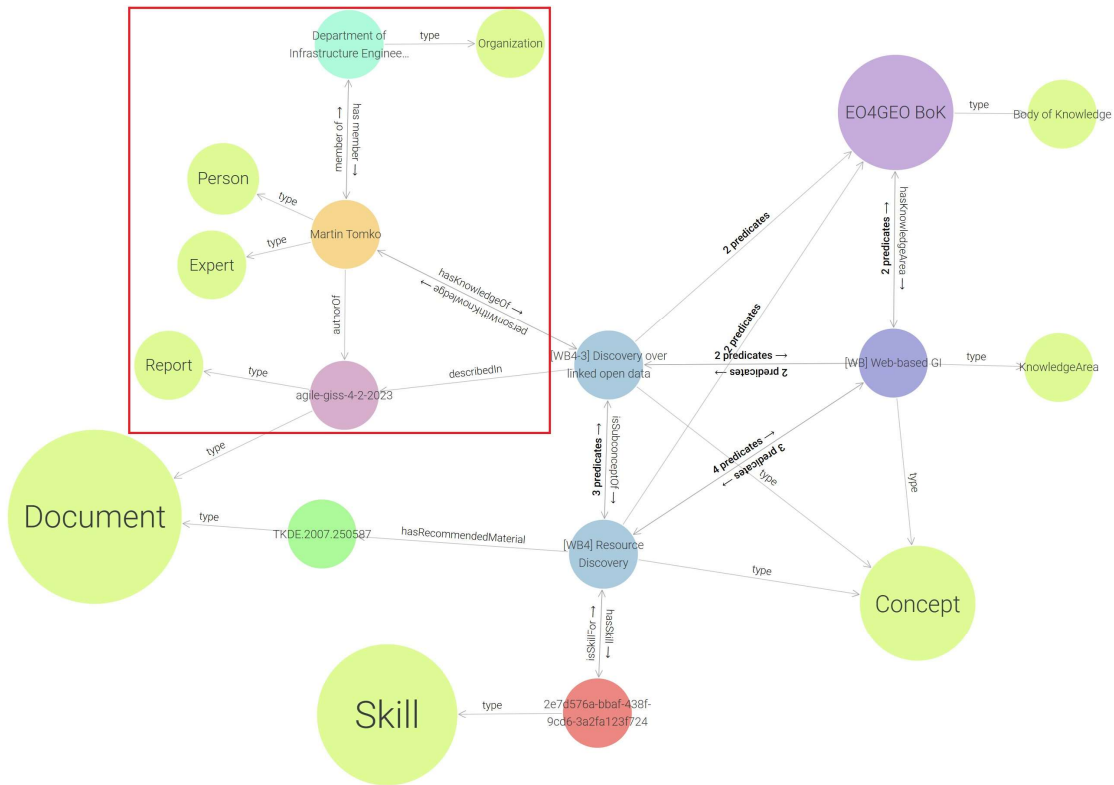 Department of
Infrastructure Enginee...
type
Organization
has member →
member of →
Person
type
Martin Tomko
type
Expert
authorOf
Report
type
agile-giss-4-2-2023
type
Document
type
TKDE.2007.250587
hasRecommendedMaterial
describedIn
hasKnowledgeOf →
personwithKnowledge →
[WB4-3] Discovery over
linked open data
2 predicates
2 predicates
EO4GEO BoK
type
Body of Knowledge
hasKnowledgeArea →
2 predicates →
2 predicates →
2 predicates →
[WB] Web-based GI
type
KnowledgeArea
4 predicates →
3 predicates →
type
type
isSubconceptOf →
3 predicates →
[WB4] Resource
Discovery
type
Concept
hasSkill →
isSkillFor →
2e7d576a-bbaf-438f-
9cd6-3a2fa123f724
type
Skill